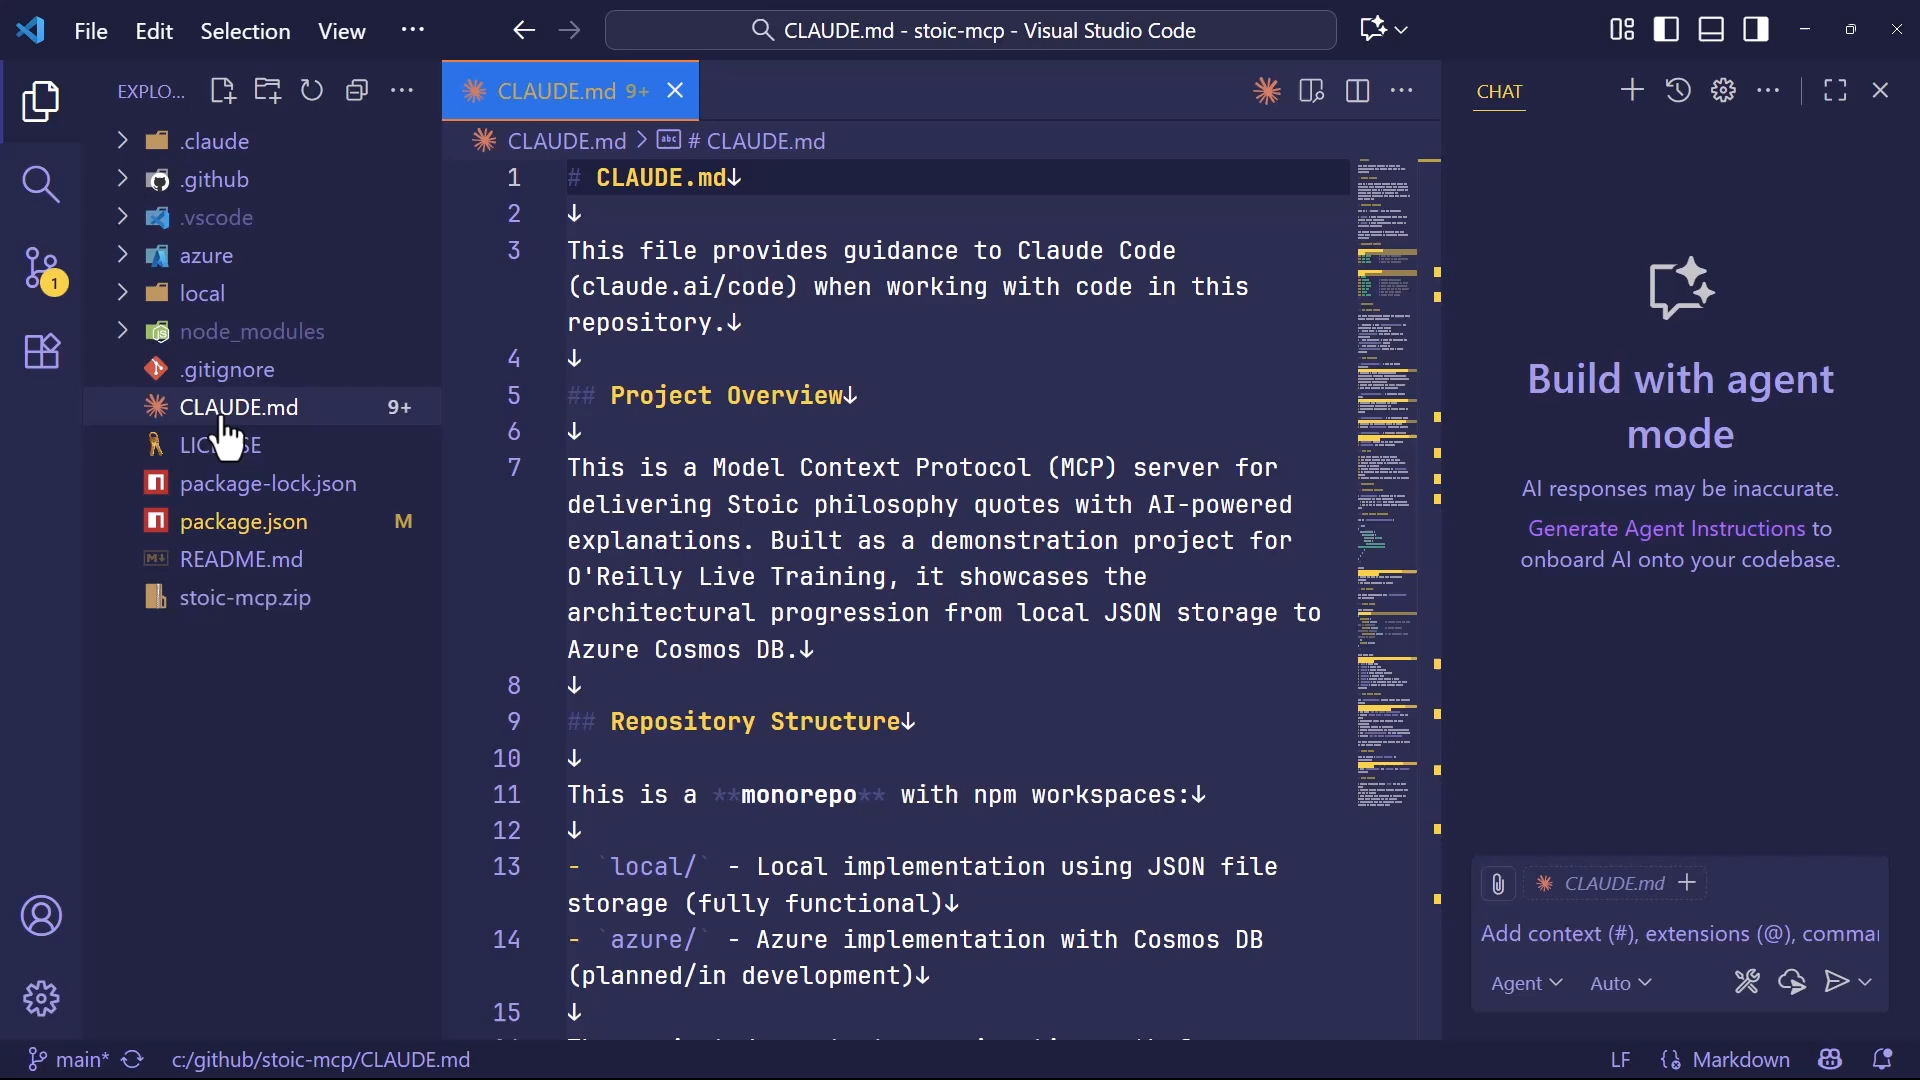 File Edit Selection View ···
CLAUDE.md - stoic-mcp - Visual Studio Code
EXPLO...
.claude
.github
.vscode
azure
local
node_modules
.gitignore
CLAUDE.md 9+
package-lock.json
package.json M
README.md
stoic-mcp.zip
1
CLAUDE.md 9+
CLAUDE.md > # CLAUDE.md
1 # CLAUDE.md↓
2 ↓
3 This file provides guidance to Claude Code
(claude.ai/code) when working with code in this
repository.↓
4 ↓
5 ## Project Overview↓
6 ↓
7 This is a Model Context Protocol (MCP) server for
delivering Stoic philosophy quotes with AI-powered
explanations. Built as a demonstration project for
O'Reilly Live Training, it showcases the
architectural progression from local JSON storage to
Azure Cosmos DB.↓
8 ↓
9 ## Repository Structure↓
10 ↓
11 This is a **monorepo** with npm workspaces:↓
12 ↓
13 - `local/` - Local implementation using JSON file
storage (fully functional)↓
14 - `azure/` - Azure implementation with Cosmos DB
(planned/in development)↓
15 ↓
CHAT
Build with agent
mode
AI responses may be inaccurate.
Generate Agent Instructions to
onboard AI onto your codebase.
CLAUDE.md +
Add context (#), extensions (@), comma
Agent Auto
main* c:/github/stoic-mcp/CLAUDE.md
LF Markdown